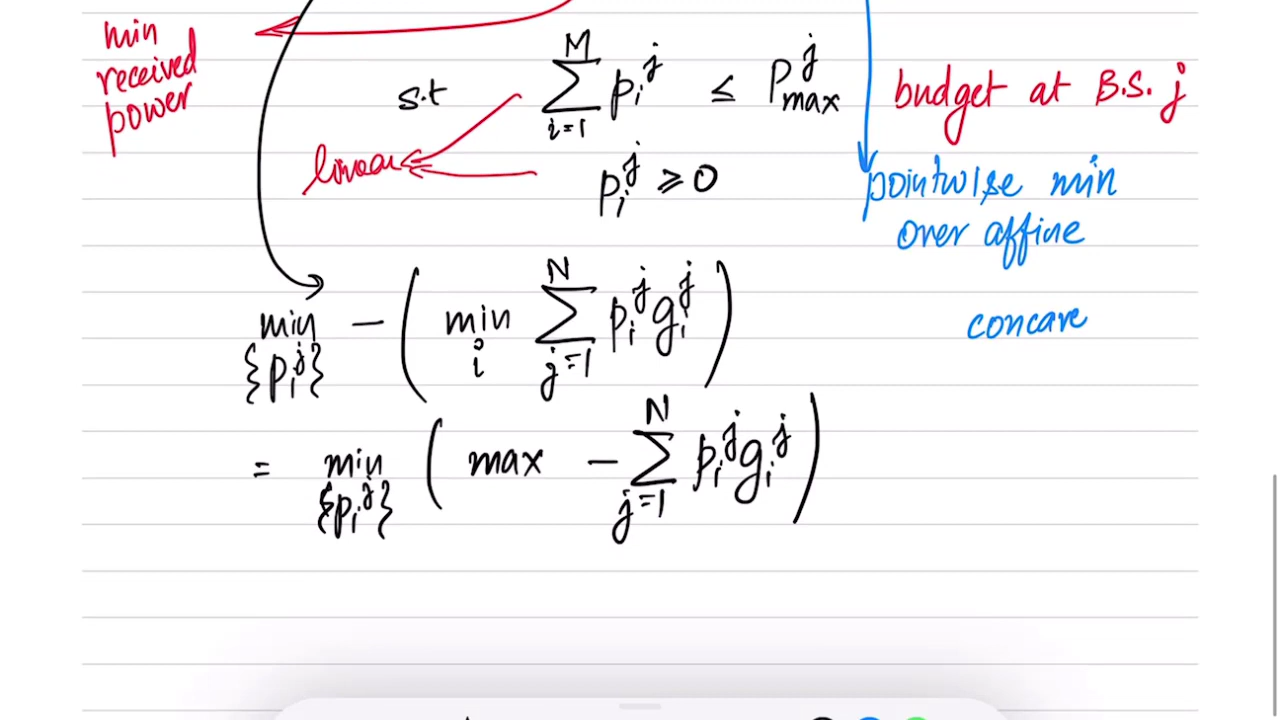 min
received
power
s.t ∑_{i=1}^{M} p_i^j ≤ P_max^j budget at B.S. j
linear
p_i^j ≥ 0
pointwise min
over affine
concave
min_{{p_i^j}} − ( min_i ∑_{j=1}^{N} p_i^j g_i^j )
= min_{{p_i^j}} ( max − ∑_{j=1}^{N} p_i^j g_i^j )